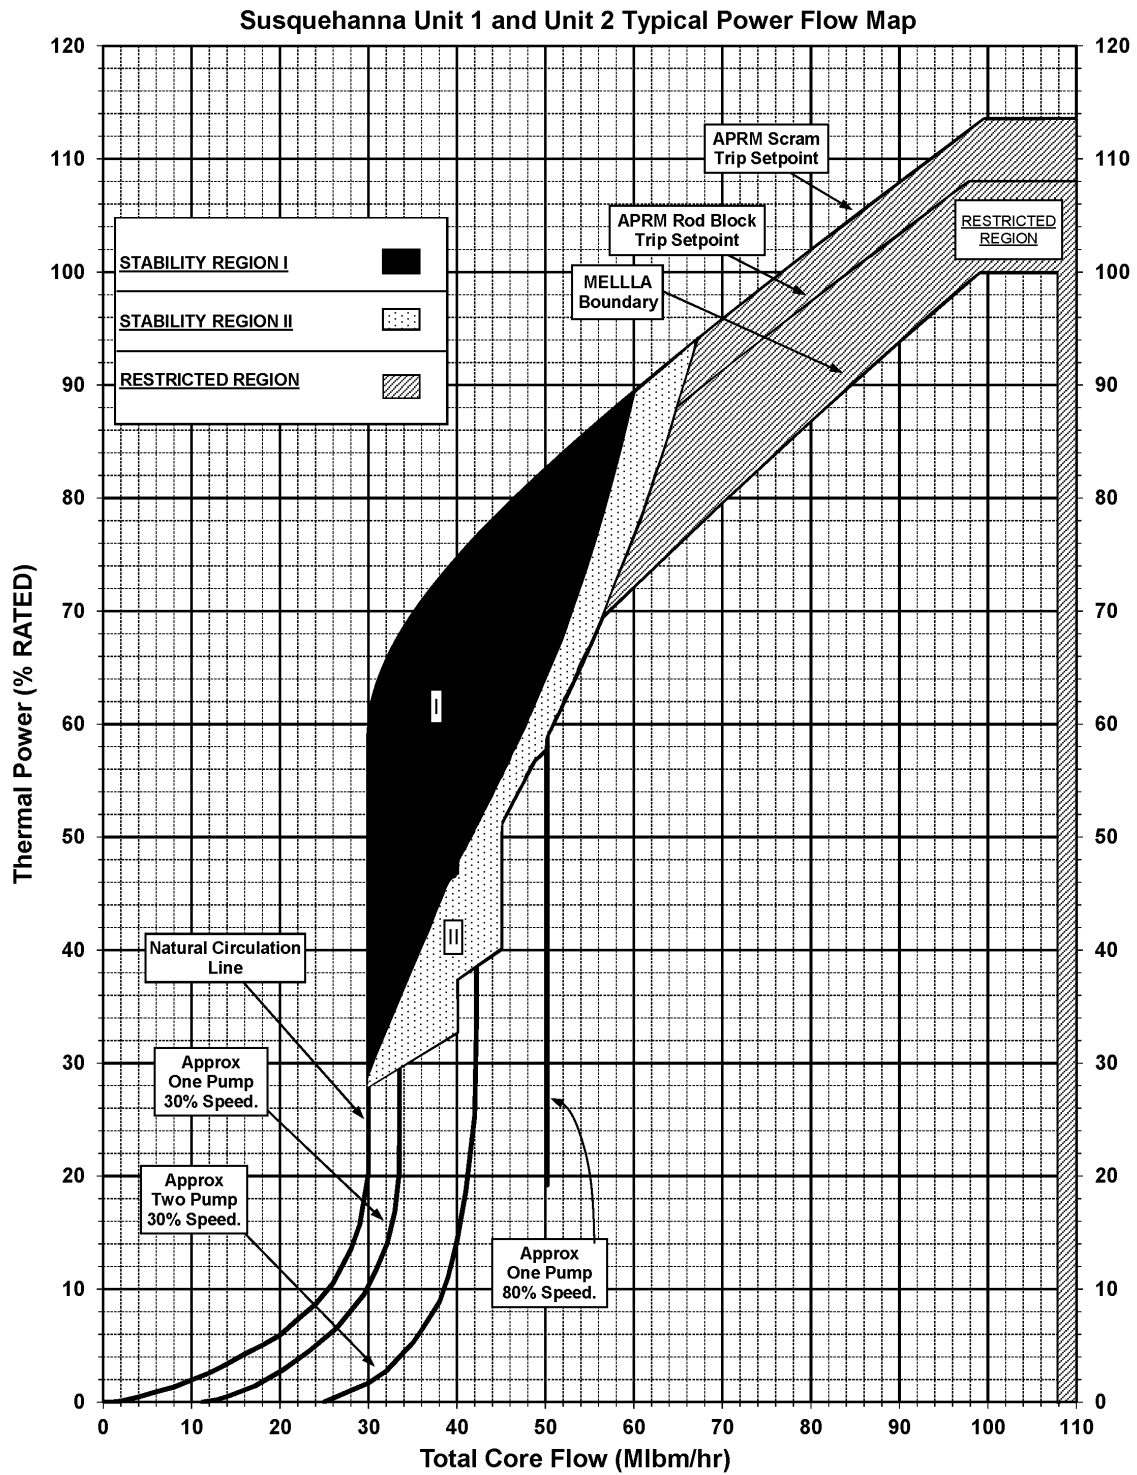 Susquehanna Unit 1 and Unit 2 Typical Power Flow Map
120
110
100
90
80
70
60
50
40
30
20
10
0
120
110
100
90
80
70
60
50
40
30
20
10
0
Thermal Power (% RATED)
APRM Scram
Trip Setpoint
APRM Rod Block
Trip Setpoint
MELLLA
Boundary
RESTRICTED
REGION
STABILITY REGION I
STABILITY REGION II
RESTRICTED REGION
I
II
Natural Circulation
Line
Approx
One Pump
30% Speed.
Approx
Two Pump
30% Speed.
Approx
One Pump
80% Speed.
0 10 20 30 40 50 60 70 80 90 100 110
Total Core Flow (Mlbm/hr)